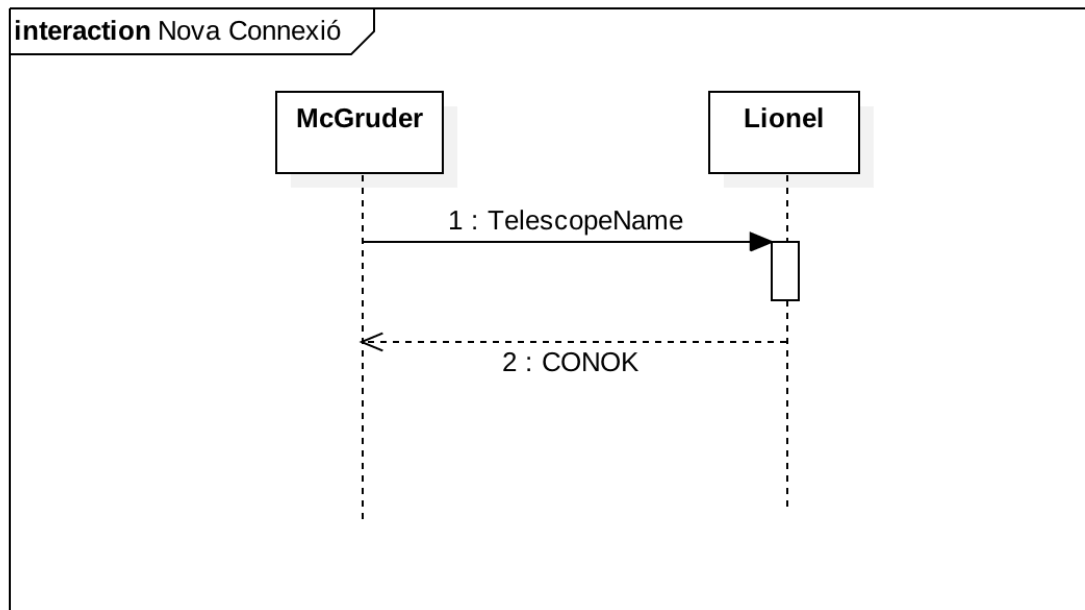 interaction Nova Connexió
McGruder
Lionel
1 : TelescopeName
2 : CONOK